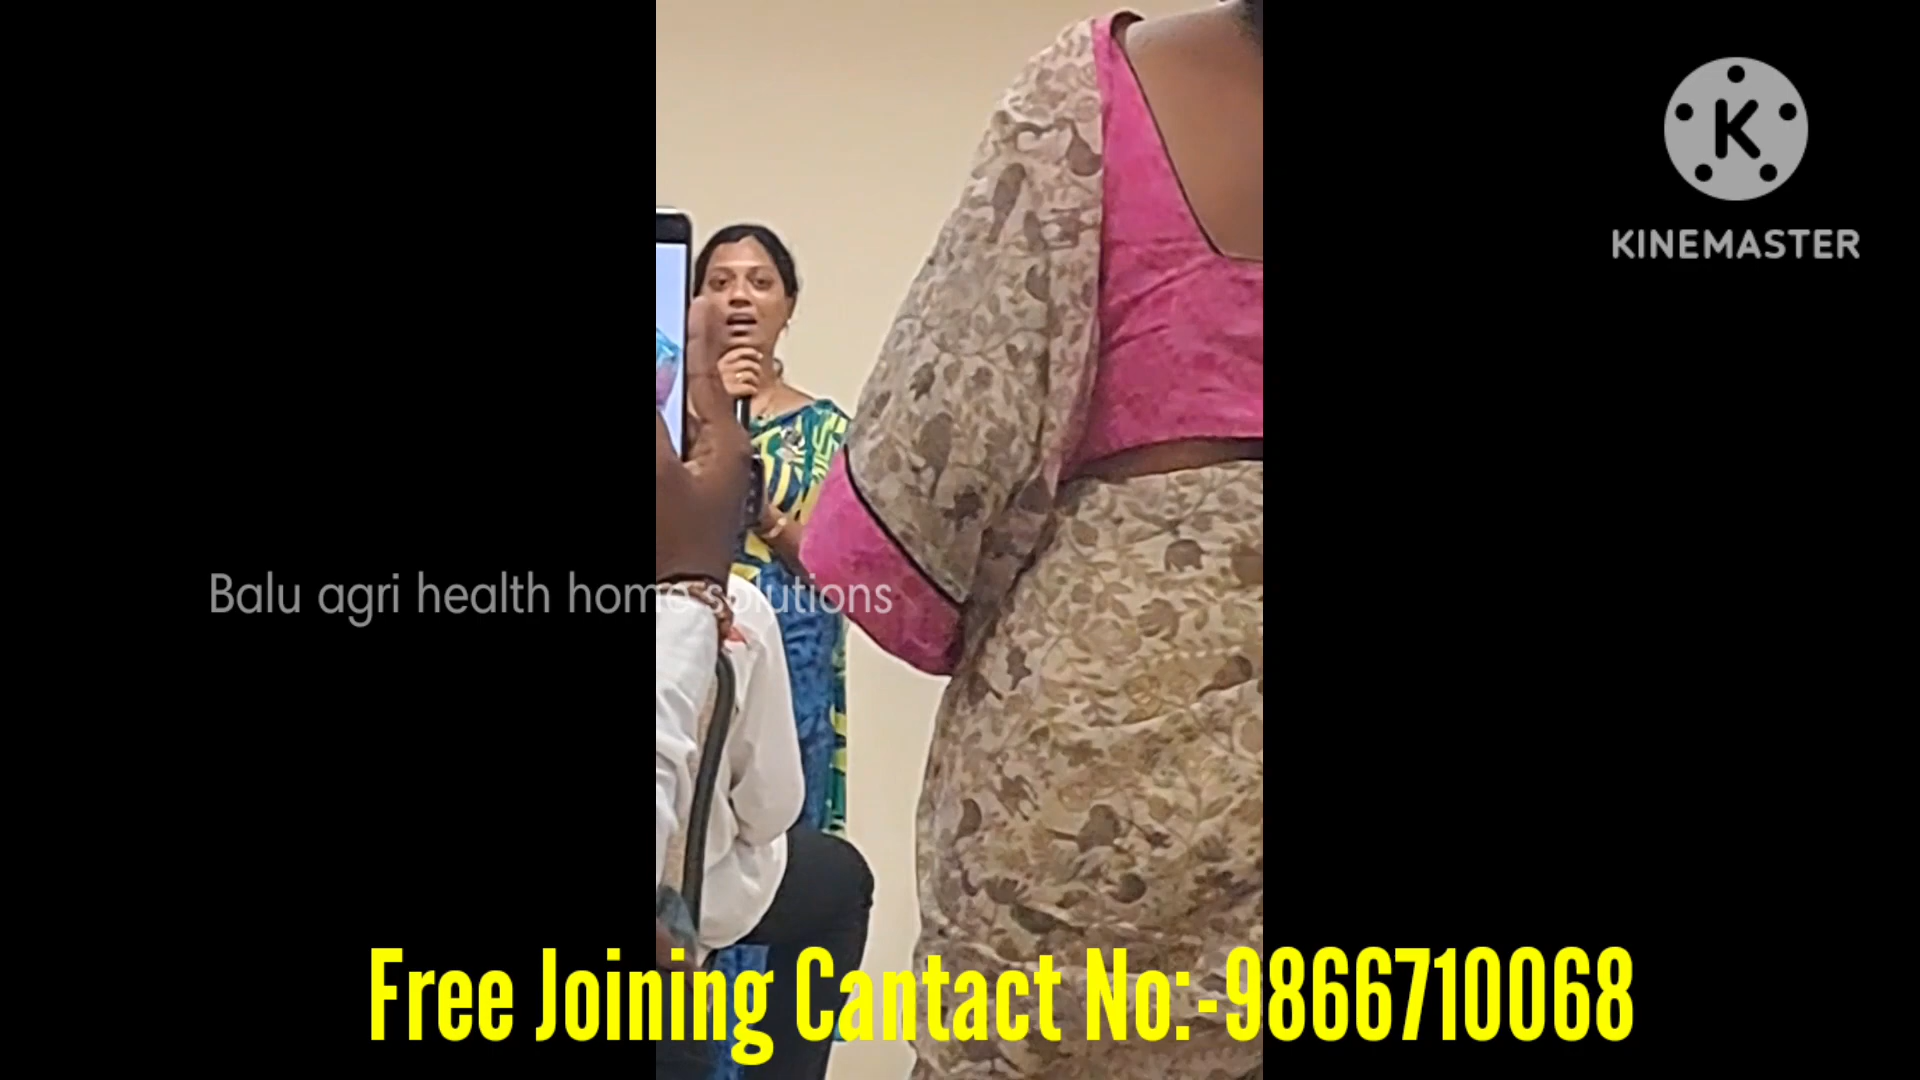 K
KINEMASTER
Balu agri health home solutions
Free Joining Cantact No:-9866710068